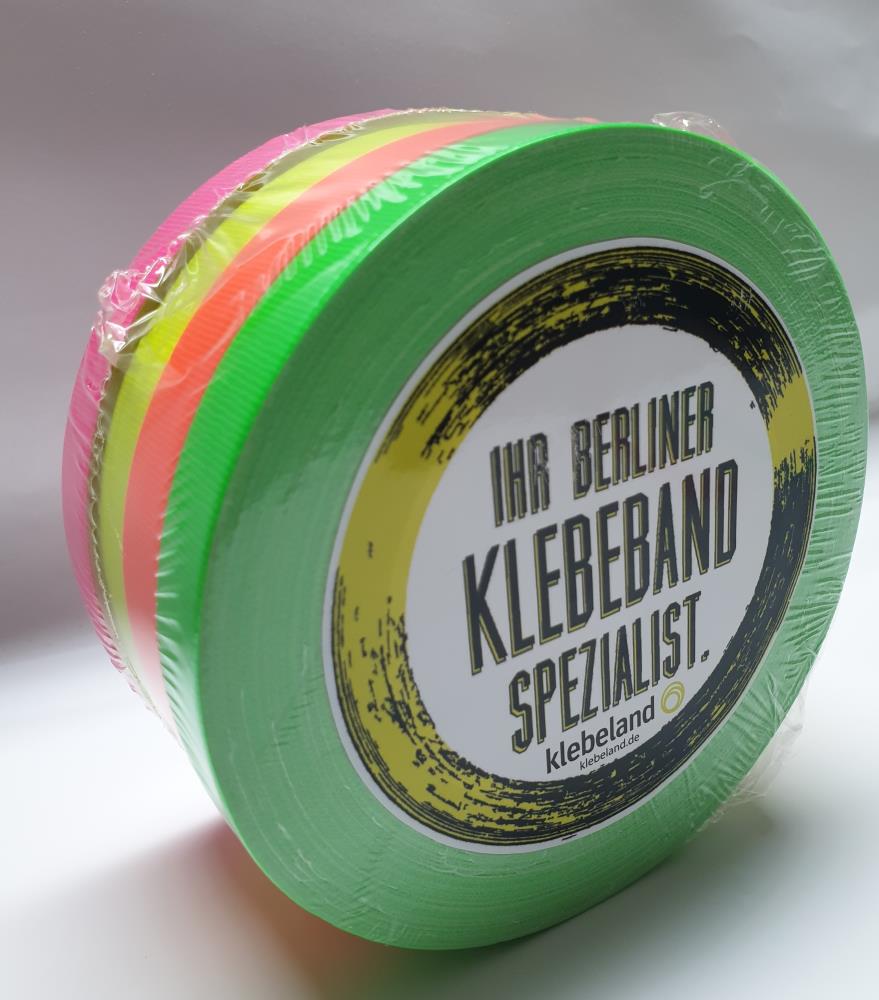 IHR BERLINER
KLEBEBAND
SPEZIALIST.
klebeland
klebeland.de